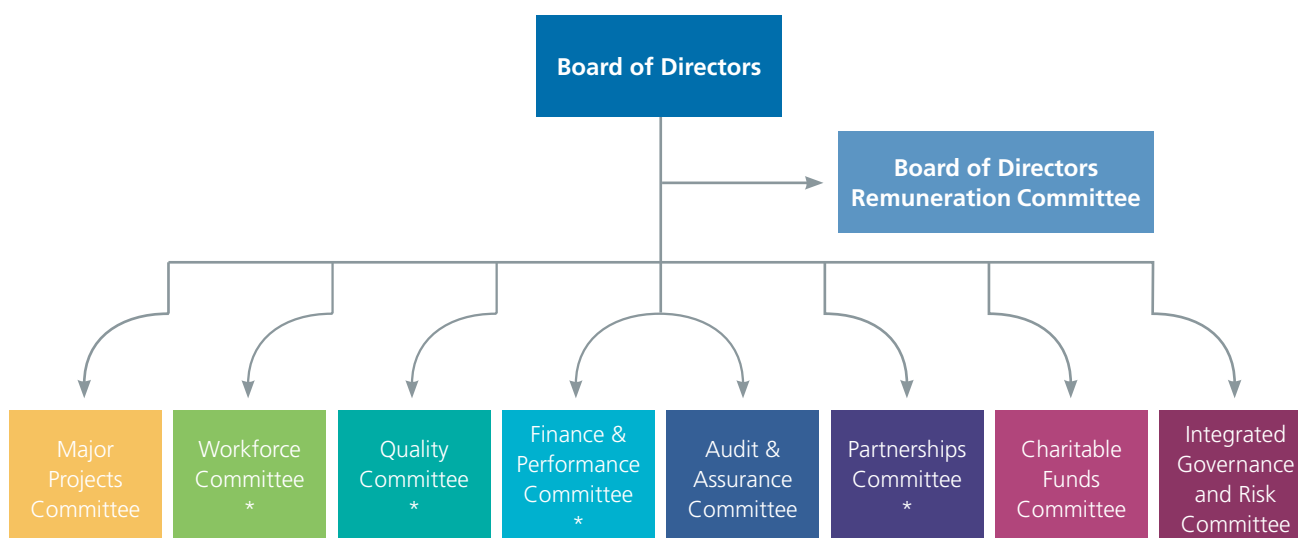 Board of Directors
Board of Directors
Remuneration Committee
Major
Projects
Committee
Workforce
Committee
*
Quality
Committee
*
Finance &
Performance
Committee
*
Audit &
Assurance
Committee
Partnerships
Committee
*
Charitable
Funds
Committee
Integrated
Governance
and Risk
Committee